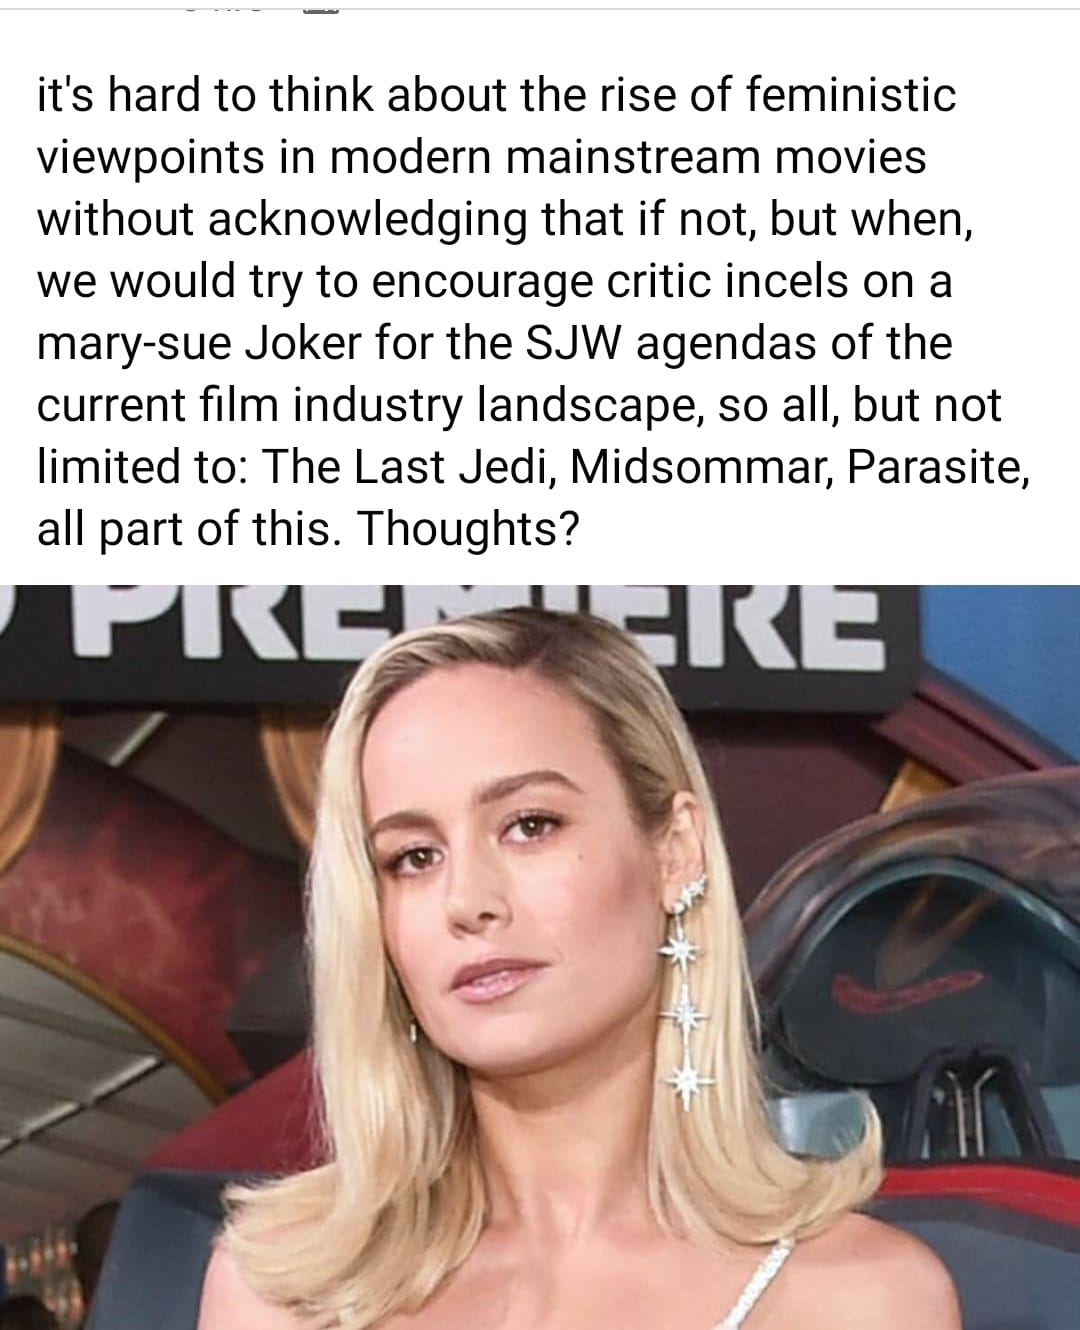 it's hard to think about the rise of feministic
viewpoints in modern mainstream movies
without acknowledging that if not, but when,
we would try to encourage critic incels on a
mary-sue Joker for the SJW agendas of the
current film industry landscape, so all, but not
limited to: The Last Jedi, Midsommar, Parasite,
all part of this. Thoughts?
PREMIERE